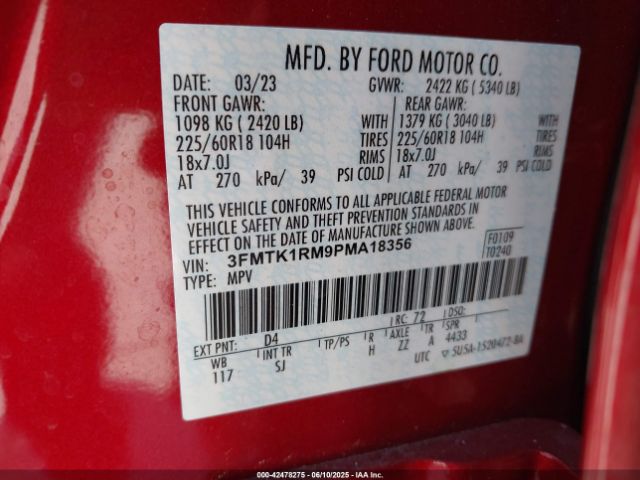 MFD. BY FORD MOTOR CO.
DATE: 03/23 GVWR: 2422 KG ( 5340 LB)
FRONT GAWR: REAR GAWR:
1098 KG ( 2420 LB) WITH 1379 KG ( 3040 LB) WITH
225/60R18 104H TIRES 225/60R18 104H TIRES
18x7.0J RIMS 18x7.0J RIMS
AT 270 kPa/ 39 PSI COLD AT 270 kPa/ 39 PSI COLD
THIS VEHICLE CONFORMS TO ALL APPLICABLE FEDERAL MOTOR
VEHICLE SAFETY AND THEFT PREVENTION STANDARDS IN
EFFECT ON THE DATE OF MANUFACTURE SHOWN ABOVE.
VIN: 3FMTK1RM9PMA18356 F0109
TYPE: MPV T0240
EXT PNT: D4 RC: 72 DSO:
WB INT TR TP/PS R AXLE TR SPR
117 SJ H ZZ A 4433
UTC 5U5A-1520472-BA
000-42478275 - 06/10/2025 - IAAI, Inc.